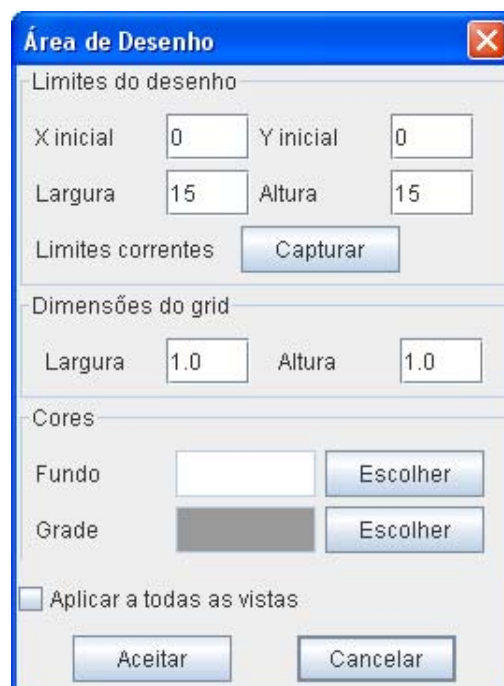 Área de Desenho
Limites do desenho
X inicial 0 Y inicial 0
Largura 15 Altura 15
Limites correntes Capturar
Dimensões do grid
Largura 1.0 Altura 1.0
Cores
Fundo Escolher
Grade Escolher
Aplicar a todas as vistas
Aceitar Cancelar